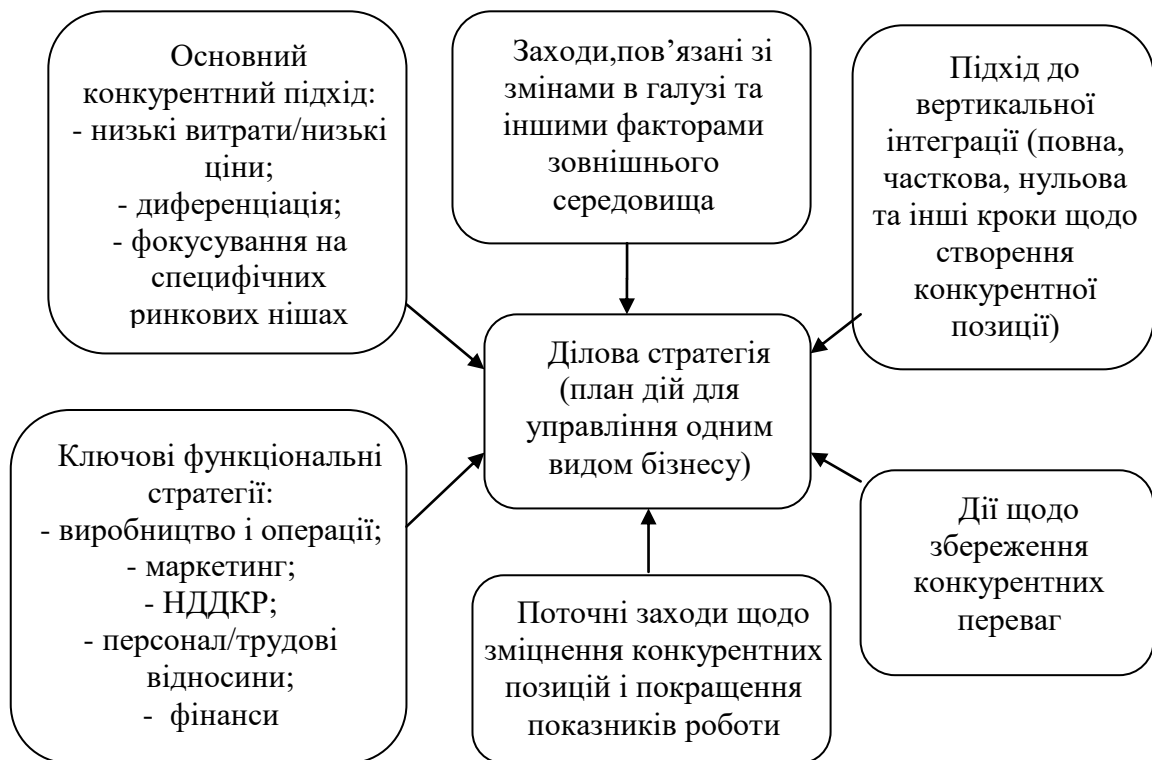 Основний
конкурентний підхід:
- низькі витрати/низькі
ціни;
- диференціація;
- фокусування на
специфічних
ринкових нішах
Заходи,пов’язані зі
змінами в галузі та
іншими факторами
зовнішнього
середовища
Підхід до
вертикальної
інтеграції (повна,
часткова, нульова
та інші кроки щодо
створення
конкурентної
позиції)
Ділова стратегія
(план дій для
управління одним
видом бізнесу)
Ключові функціональні
стратегії:
- виробництво і операції;
- маркетинг;
- НДДКР;
- персонал/трудові
відносини;
- фінанси
Поточні заходи щодо
зміцнення конкурентних
позицій і покращення
показників роботи
Дії щодо
збереження
конкурентних
переваг